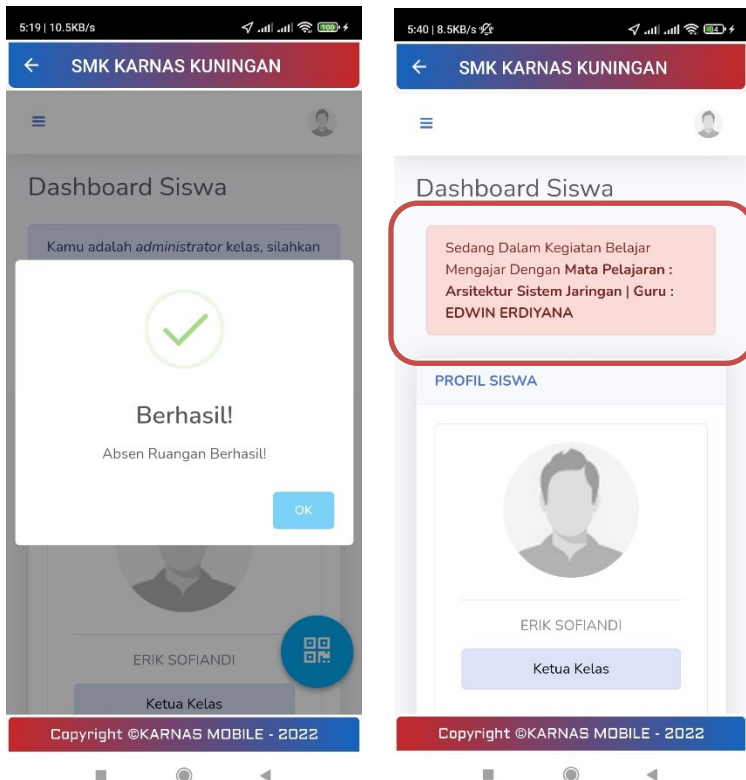 5:19 | 10.5KB/s
100
SMK KARNAS KUNINGAN
Dashboard Siswa
Kamu adalah administrator kelas, silahkan
Berhasil!
Absen Ruangan Berhasil!
OK
ERIK SOFIANDI
Ketua Kelas
Copyright ©KARNAS MOBILE - 2022
5:40 | 8.5KB/s
84
SMK KARNAS KUNINGAN
Dashboard Siswa
Sedang Dalam Kegiatan Belajar
Mengajar Dengan Mata Pelajaran :
Arsitektur Sistem Jaringan | Guru :
EDWIN ERDIYANA
PROFIL SISWA
ERIK SOFIANDI
Ketua Kelas
Copyright ©KARNAS MOBILE - 2022